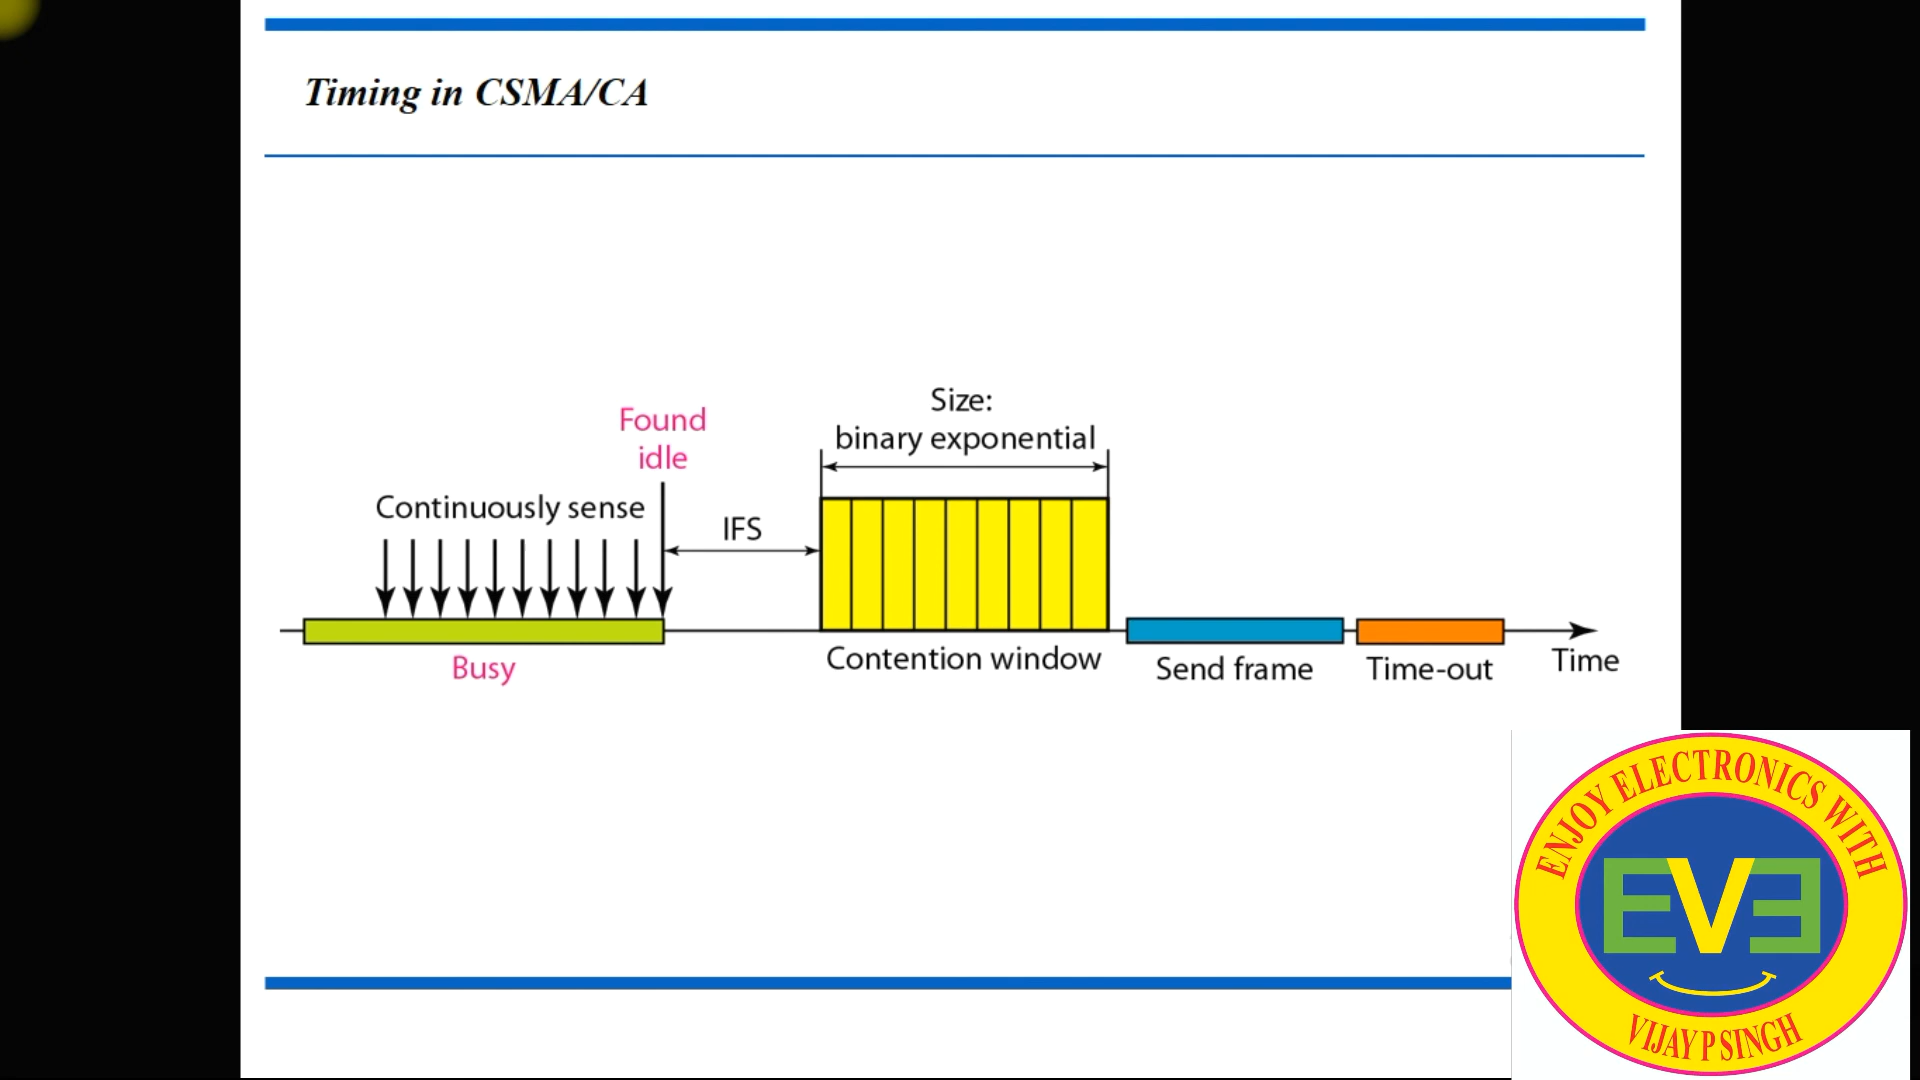 Timing in CSMA/CA
Size:
binary exponential
Found
idle
Continuously sense
IFS
Busy
Contention window
Send frame
Time-out
Time
ENJOY ELECTRONICS WITH
EVE
VIJAY P SINGH